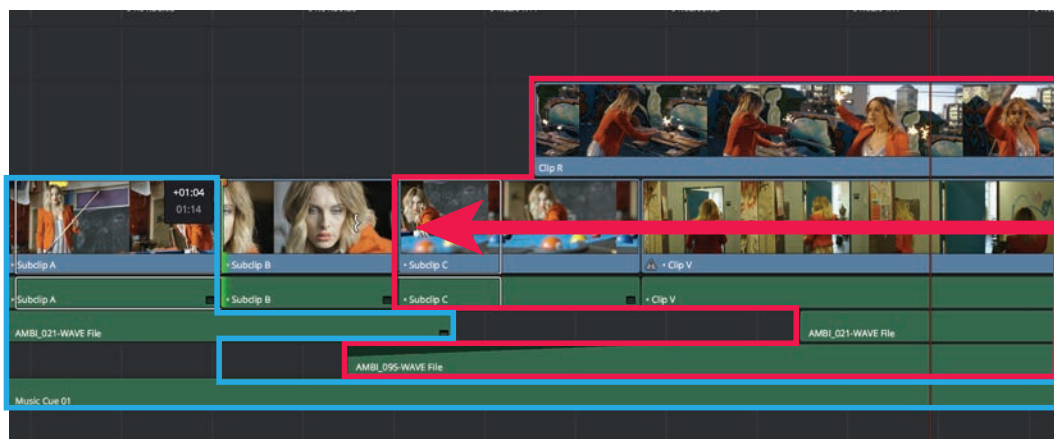 Clip R
+01:04
01:14
• Subclip A
• Subclip B
• Subclip C
• Clip V
• Subclip A
• Subclip B
• Subclip C
• Clip V
AMBI_021-WAVE File
AMBI_021-WAVE File
AMBI_095-WAVE File
Music Cue 01